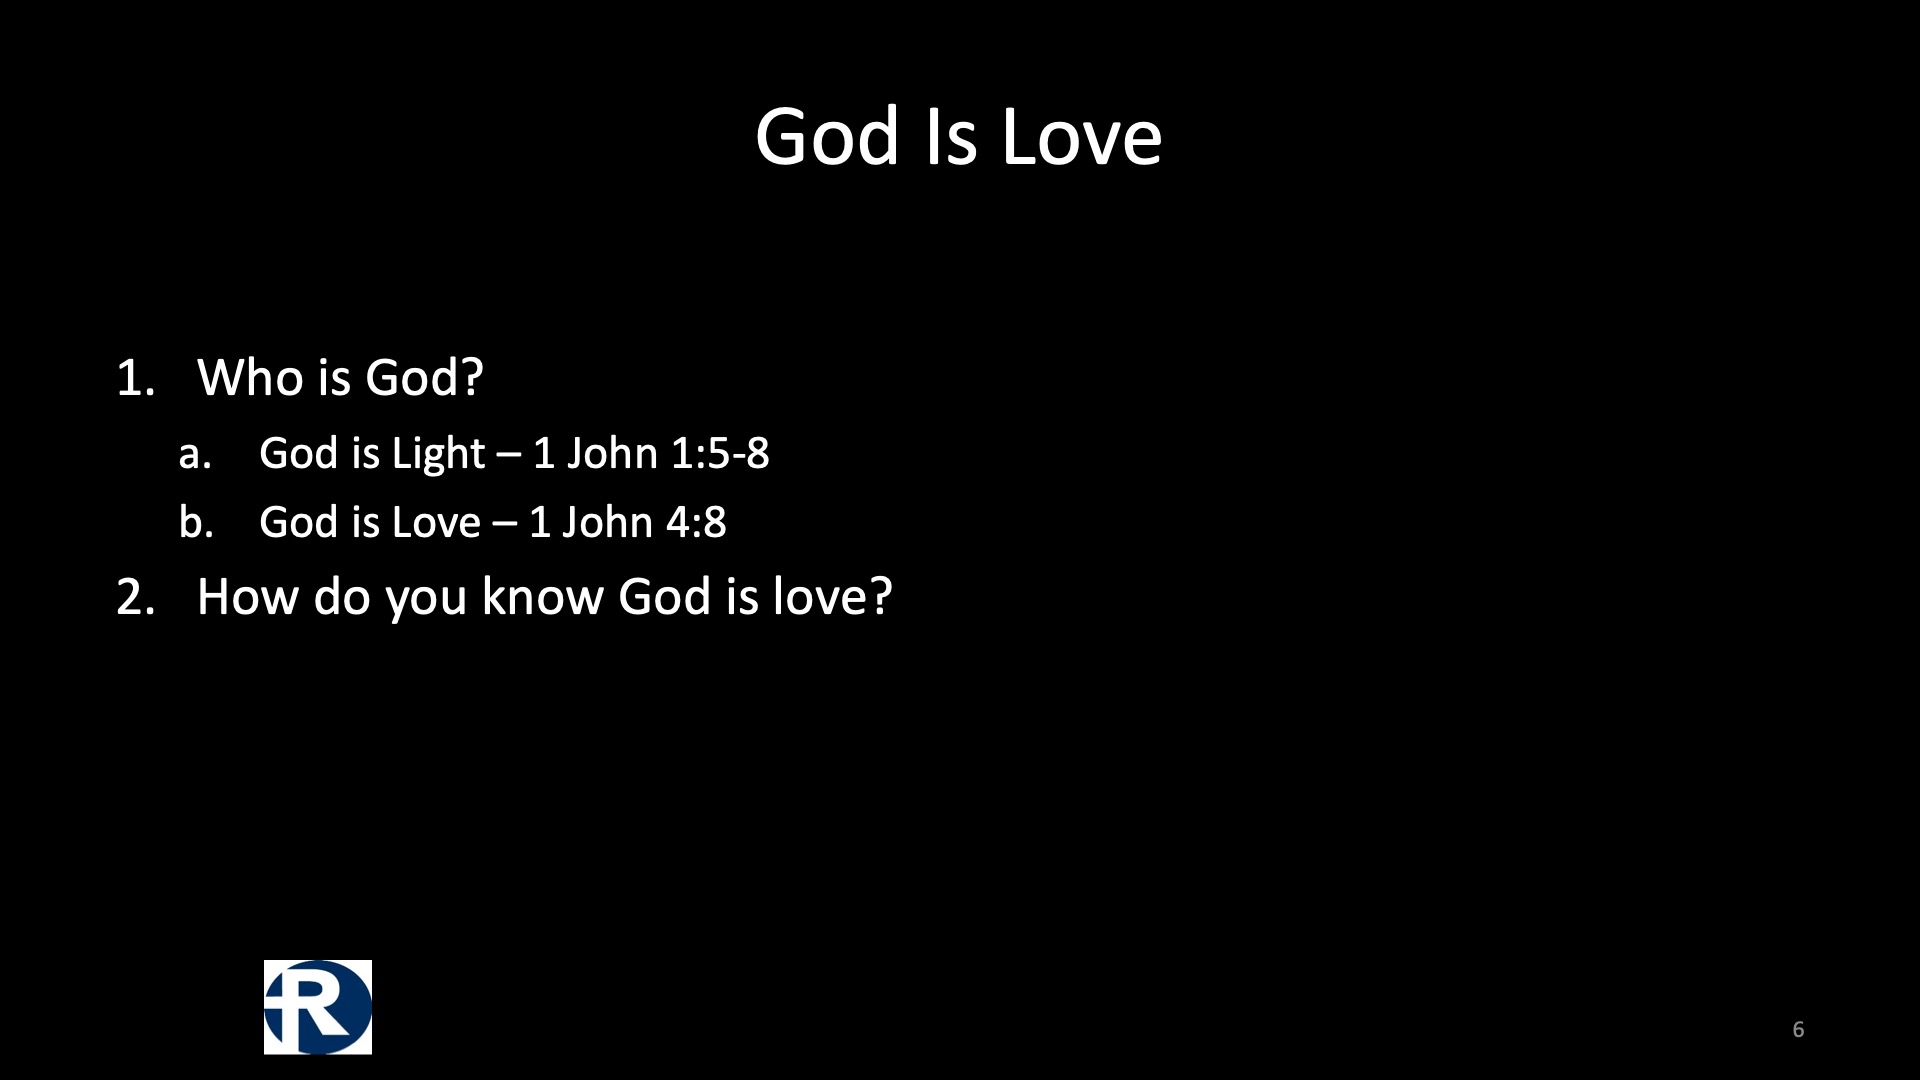 God Is Love
1. Who is God?
a. God is Light – 1 John 1:5-8
b. God is Love – 1 John 4:8
2. How do you know God is love?
R
6